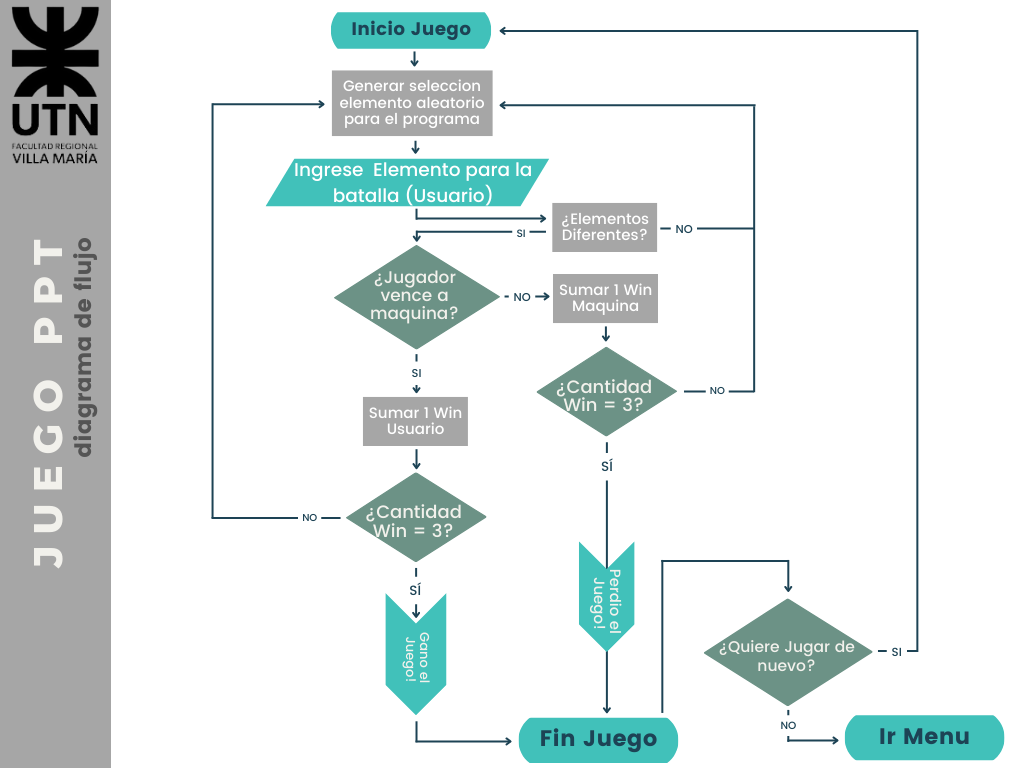 UTN
FACULTAD REGIONAL
VILLA MARÍA
JUEGO PPT
diagrama de flujo
Inicio Juego
Generar seleccion
elemento aleatorio
para el programa
Ingrese Elemento para la
batalla (Usuario)
¿Elementos
Diferentes?
NO
SI
¿Jugador
vence a
maquina?
NO
Sumar 1 Win
Maquina
SI
¿Cantidad
Win = 3?
NO
Sumar 1 Win
Usuario
SÍ
¿Cantidad
Win = 3?
NO
SÍ
Perdio el
Juego!
Gano el
Juego!
¿Quiere Jugar de
nuevo?
SI
NO
Fin Juego
Ir Menu